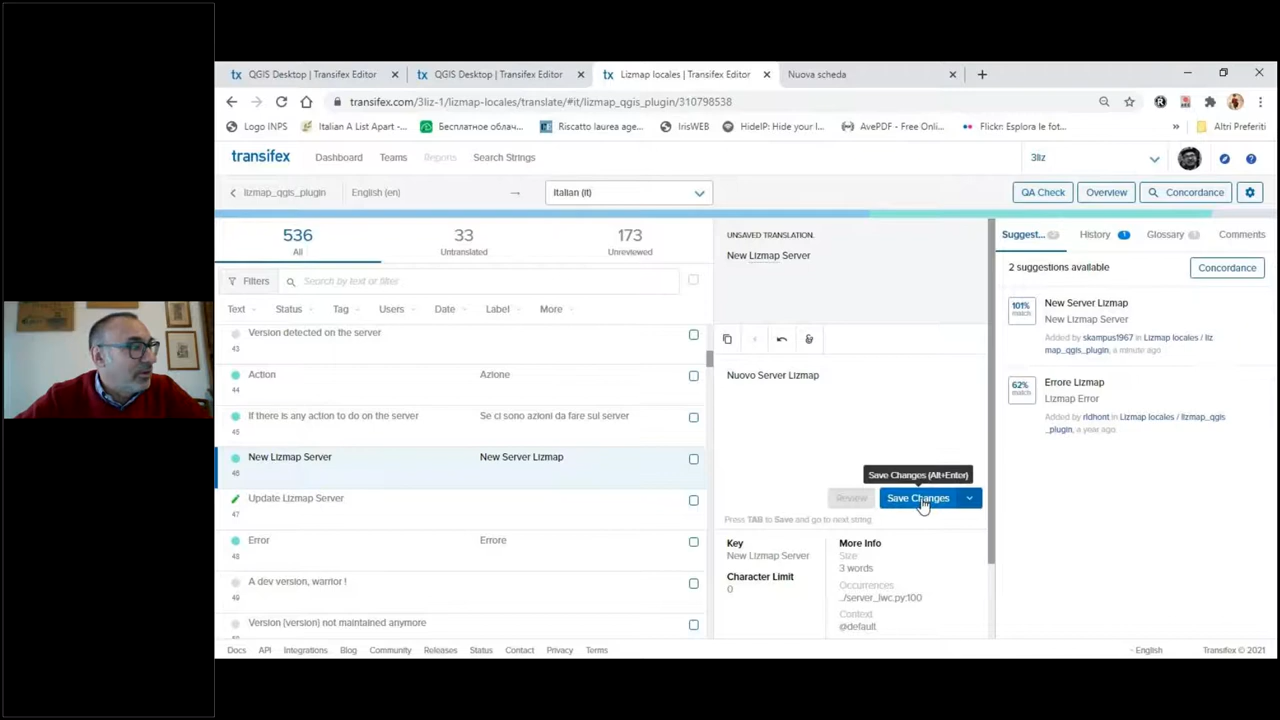 QGIS Desktop | Transifex Editor
QGIS Desktop | Transifex Editor
Lizmap locales | Transifex Editor
Nuova scheda
transifex.com/3liz-1/lizmap-locales/translate/#it/lizmap_qgis_plugin/310798538
Logo INPS
Italian A List Apart -...
Бесплатное облач...
Riscatto laurea age...
IrisWEB
HideIP: Hide your I...
AvePDF - Free Onli...
Flickr: Esplora le fot...
Altri Preferiti
transifex
Dashboard
Teams
Reports
Search Strings
3liz
lizmap_qgis_plugin
English (en)
Italian (it)
QA Check
Overview
Concordance
536
All
33
Untranslated
173
Unreviewed
Filters
Search by text or filter
Text
Status
Tag
Users
Date
Label
More
Version detected on the server
43
Action
Azione
44
If there is any action to do on the server
Se ci sono azioni da fare sul server
45
New Lizmap Server
New Server Lizmap
46
Update Lizmap Server
47
Error
Errore
48
A dev version, warrior !
49
Version {version} not maintained anymore
UNSAVED TRANSLATION.
New Lizmap Server
Nuovo Server Lizmap
Save Changes (Alt+Enter)
Review
Save Changes
Press TAB to Save and go to next string
Key
New Lizmap Server
Character Limit
0
More Info
Size
3 words
Occurrences
../server_lwc.py:100
Context
@default
Suggest...
2
History
1
Glossary
Comments
2 suggestions available
Concordance
101%
match
New Server Lizmap
New Lizmap Server
Added by skampus1967 in Lizmap locales / liz
map_qgis_plugin, a minute ago
62%
match
Errore Lizmap
Lizmap Error
Added by rldhont in Lizmap locales / lizmap_qgis
_plugin, a year ago.
Docs
API
Integrations
Blog
Community
Releases
Status
Contact
Privacy
Terms
- English
Transifex © 2021